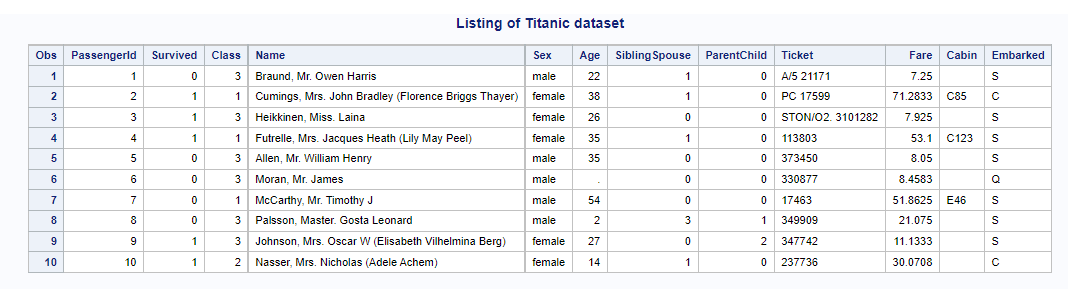 Listing of Titanic dataset
Obs PassengerId Survived Class Name Sex Age SiblingSpouse ParentChild Ticket Fare Cabin Embarked
1 1 0 3 Braund, Mr. Owen Harris male 22 1 0 A/5 21171 7.25 S
2 2 1 1 Cumings, Mrs. John Bradley (Florence Briggs Thayer) female 38 1 0 PC 17599 71.2833 C85 C
3 3 1 3 Heikkinen, Miss. Laina female 26 0 0 STON/O2. 3101282 7.925 S
4 4 1 1 Futrelle, Mrs. Jacques Heath (Lily May Peel) female 35 1 0 113803 53.1 C123 S
5 5 0 3 Allen, Mr. William Henry male 35 0 0 373450 8.05 S
6 6 0 3 Moran, Mr. James male . 0 0 330877 8.4583 Q
7 7 0 1 McCarthy, Mr. Timothy J male 54 0 0 17463 51.8625 E46 S
8 8 0 3 Palsson, Master. Gosta Leonard male 2 3 1 349909 21.075 S
9 9 1 3 Johnson, Mrs. Oscar W (Elisabeth Vilhelmina Berg) female 27 0 2 347742 11.1333 S
10 10 1 2 Nasser, Mrs. Nicholas (Adele Achem) female 14 1 0 237736 30.0708 C